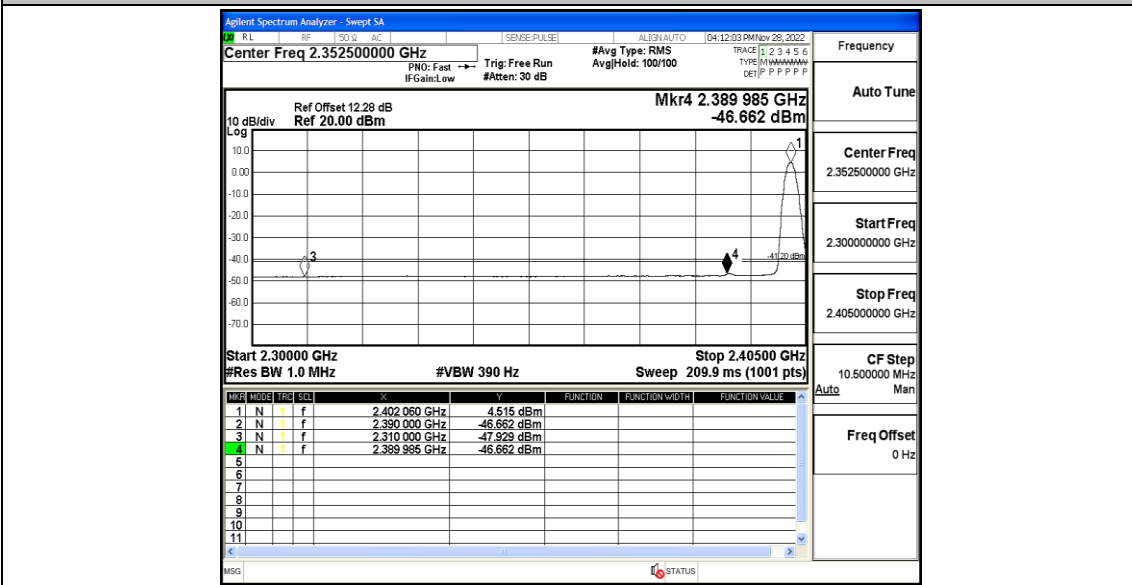 Agilent Spectrum Analyzer - Swept SA
RL RF 50 Ω AC SENSE:PULSE ALIGNAUTO 04:12:03 PM Nov 28, 2022
Center Freq 2.352500000 GHz
PNO: Fast
IFGain:Low
Trig: Free Run
#Atten: 30 dB
#Avg Type: RMS
Avg|Hold: 100/100
TRACE 1 2 3 4 5 6
TYPE M W W W W W
DET P P P P P P
Frequency
Auto Tune
Center Freq
2.352500000 GHz
Start Freq
2.300000000 GHz
Stop Freq
2.405000000 GHz
CF Step
10.500000 MHz
Auto Man
Freq Offset
0 Hz
Mkr4 2.389 985 GHz
-46.662 dBm
Ref Offset 12.28 dB
10 dB/div Ref 20.00 dBm
Log
10.0
0.00
-10.0
-20.0
-30.0
-40.0
-50.0
-60.0
-70.0
1
3
4
-41.20 dBm
Start 2.30000 GHz Stop 2.40500 GHz
#Res BW 1.0 MHz #VBW 390 Hz Sweep 209.9 ms (1001 pts)
MKR MODE TRC SCL X Y FUNCTION FUNCTION WIDTH FUNCTION VALUE
1 N 1 f 2.402 060 GHz 4.515 dBm
2 N 1 f 2.390 000 GHz -46.662 dBm
3 N 1 f 2.310 000 GHz -47.929 dBm
4 N 1 f 2.389 985 GHz -46.662 dBm
5
6
7
8
9
10
11
MSG STATUS